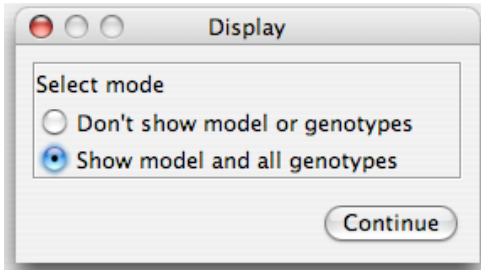 Display
Select mode
Don't show model or genotypes
Show model and all genotypes
Continue